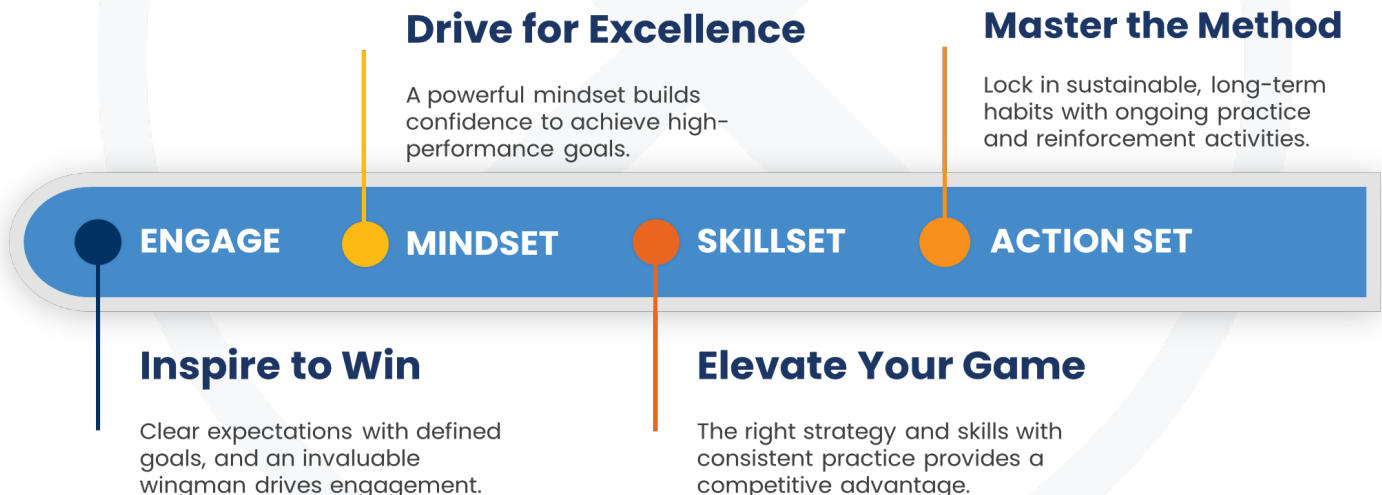 Drive for Excellence
A powerful mindset builds
confidence to achieve high-
performance goals.
Master the Method
Lock in sustainable, long-term
habits with ongoing practice
and reinforcement activities.
ENGAGE
MINDSET
SKILLSET
ACTION SET
Inspire to Win
Clear expectations with defined
goals, and an invaluable
wingman drives engagement.
Elevate Your Game
The right strategy and skills with
consistent practice provides a
competitive advantage.